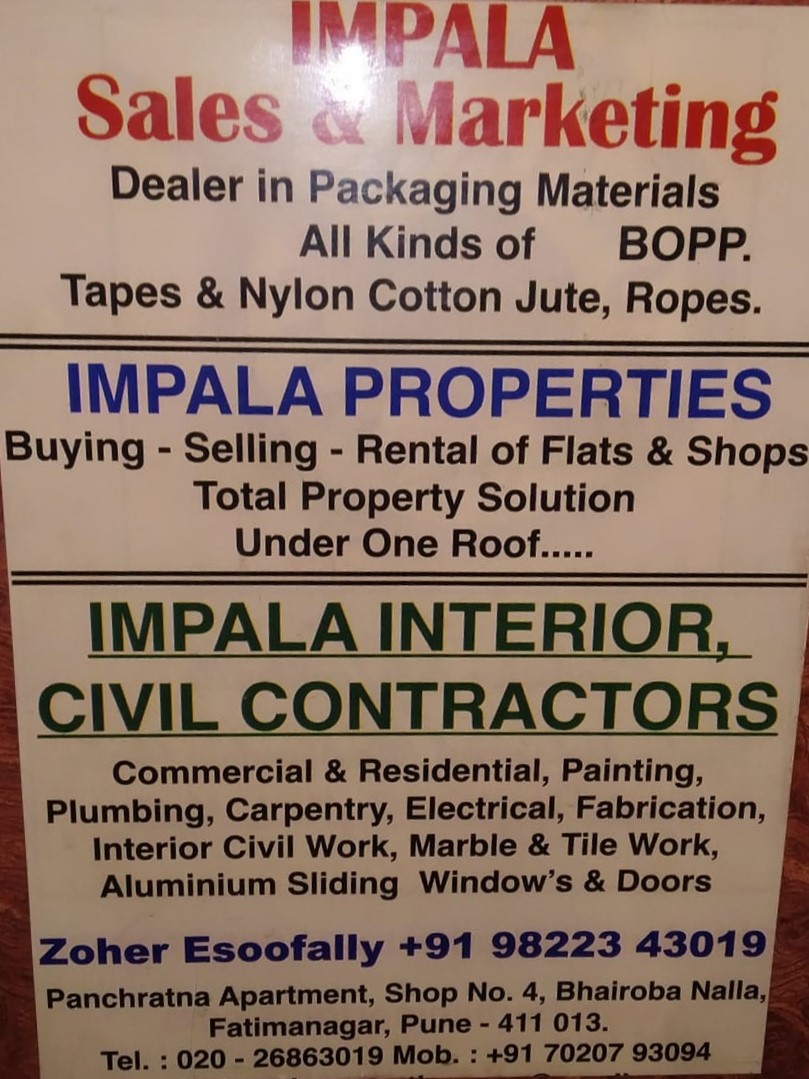 IMPALA
Sales & Marketing
Dealer in Packaging Materials
All Kinds of BOPP.
Tapes & Nylon Cotton Jute, Ropes.
IMPALA PROPERTIES
Buying - Selling - Rental of Flats & Shops
Total Property Solution
Under One Roof.....
IMPALA INTERIOR,
CIVIL CONTRACTORS
Commercial & Residential, Painting,
Plumbing, Carpentry, Electrical, Fabrication,
Interior Civil Work, Marble & Tile Work,
Aluminium Sliding Window's & Doors
Zoher Esoofally +91 98223 43019
Panchratna Apartment, Shop No. 4, Bhairoba Nalla,
Fatimanagar, Pune - 411 013.
Tel. : 020 - 26863019 Mob. : +91 70207 93094